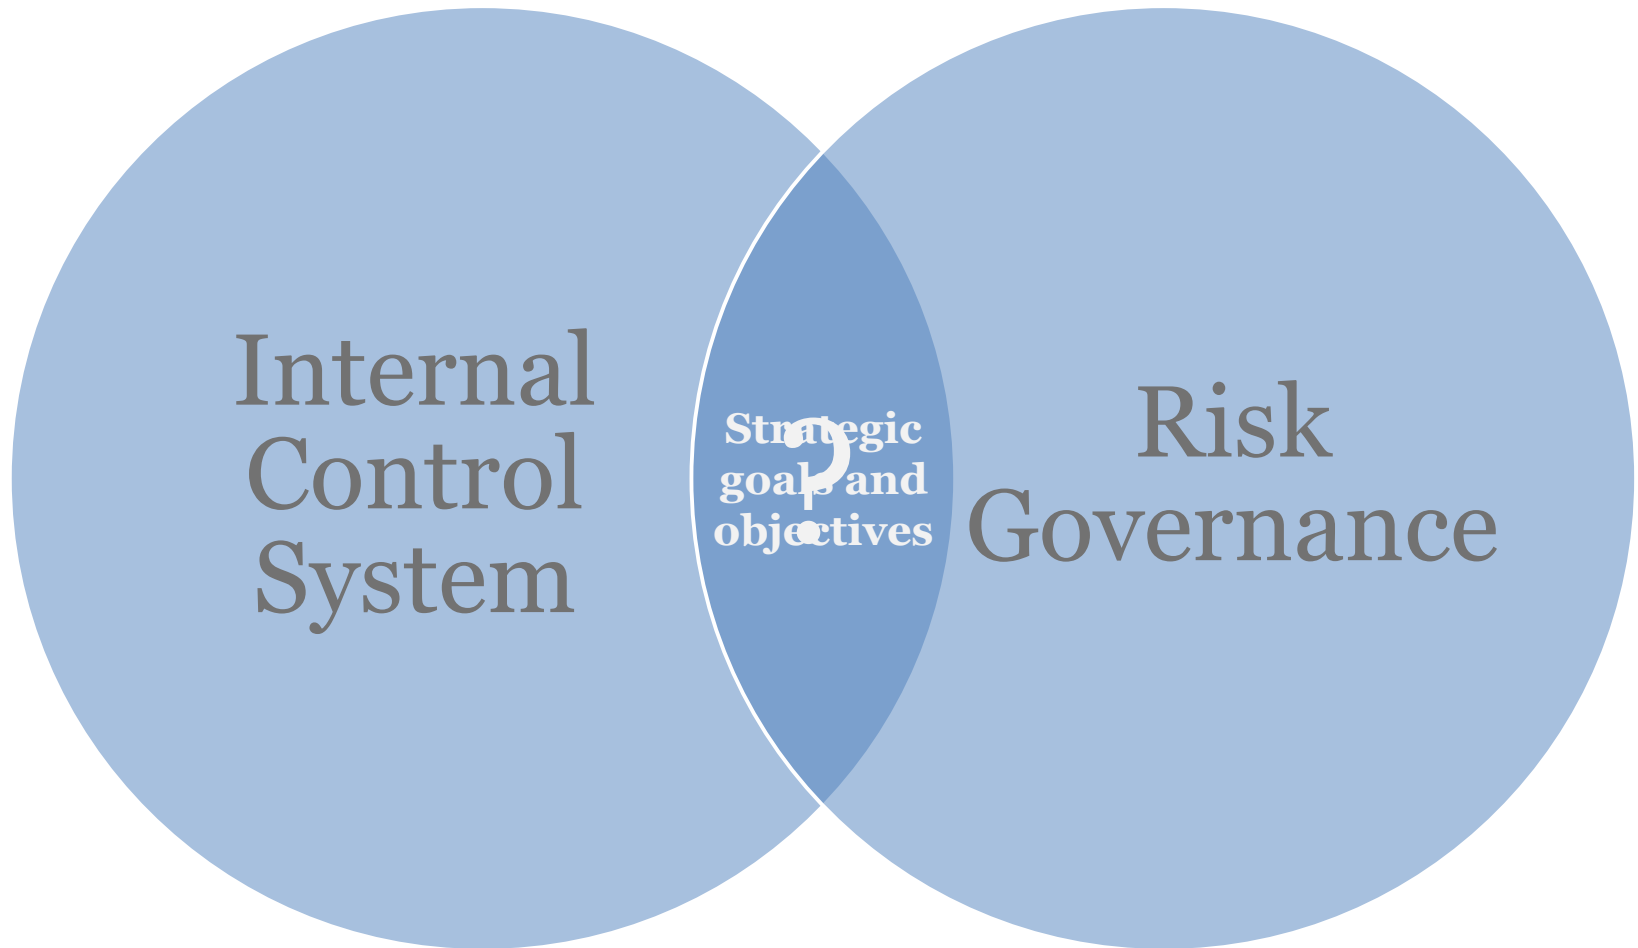 Internal
Control
System
Strategic
goals and
objectives
?
Risk
Governance